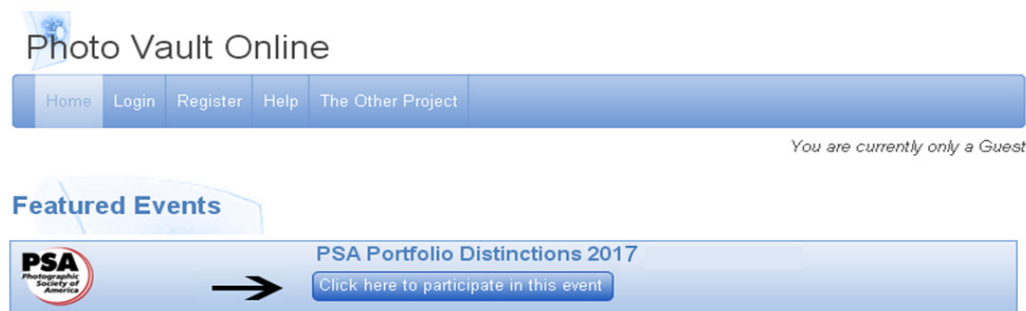 Photo Vault Online
Home Login Register Help The Other Project
You are currently only a Guest
Featured Events
PSA Portfolio Distinctions 2017
PSA
Photographic
Society of
America
Click here to participate in this event